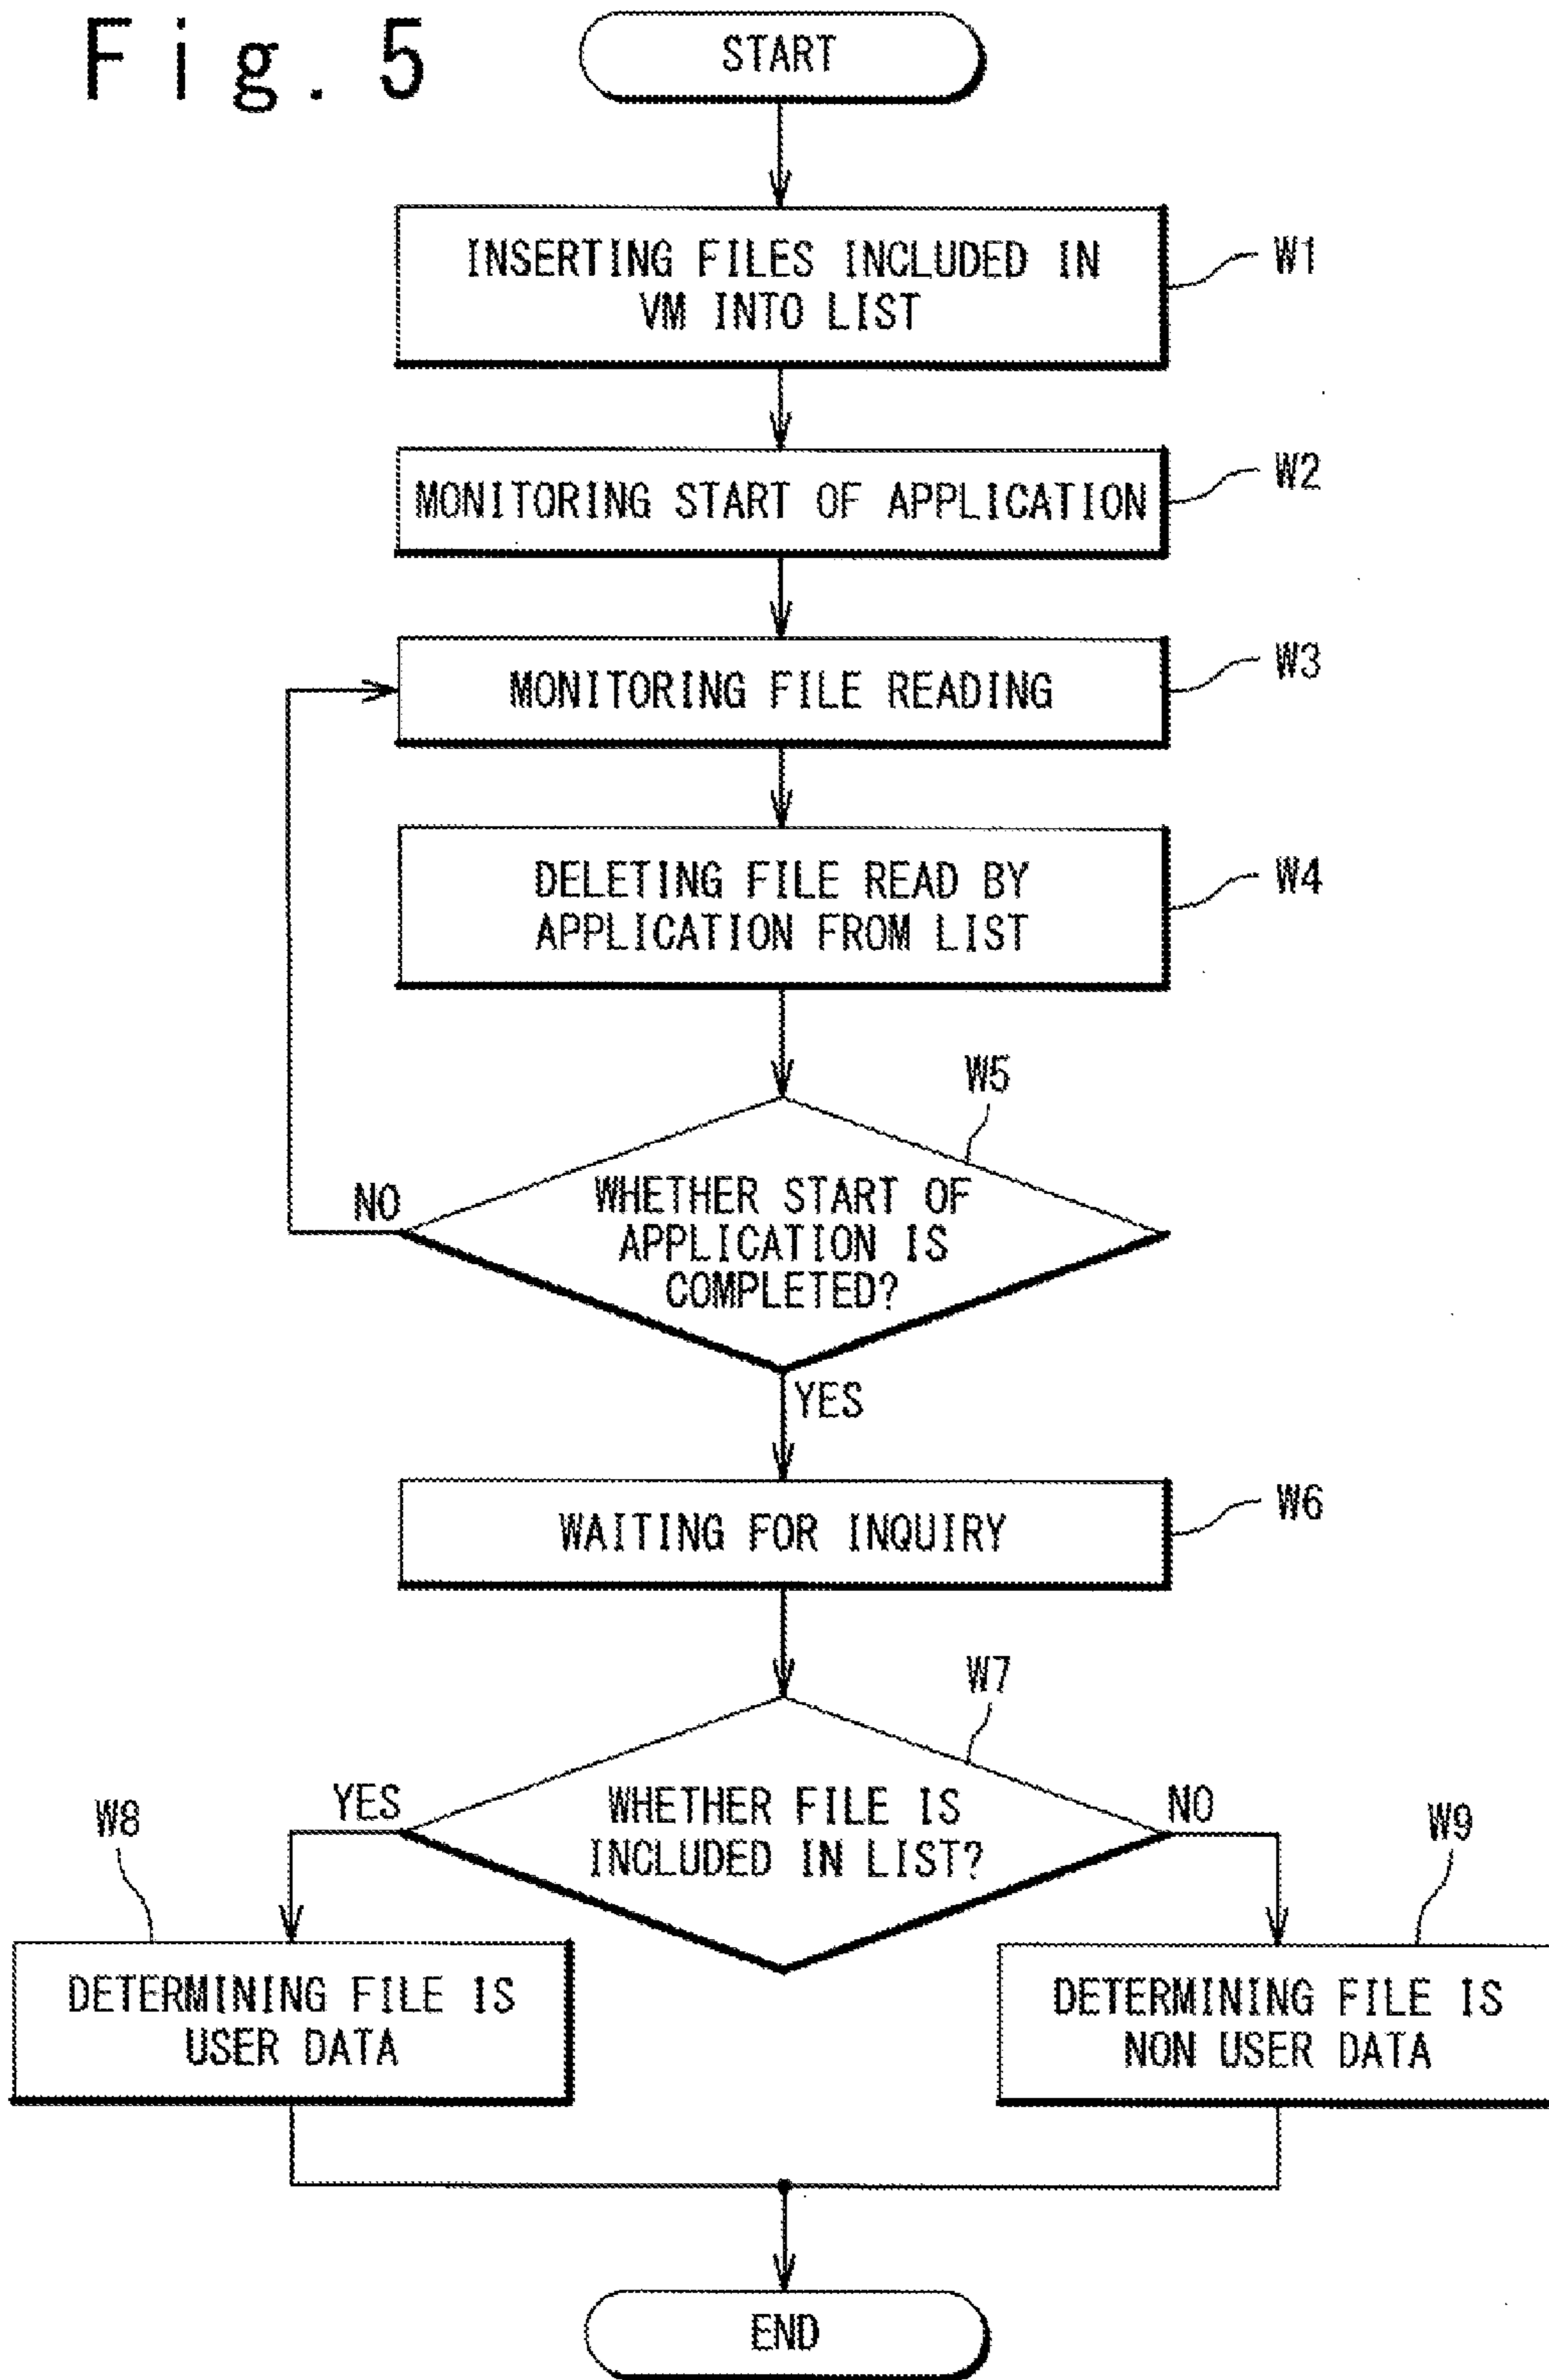 Fig. 5
START
INSERTING FILES INCLUDED IN
VM INTO LIST
W1
MONITORING START OF APPLICATION
W2
MONITORING FILE READING
W3
DELETING FILE READ BY
APPLICATION FROM LIST
W4
W5
WHETHER START OF
APPLICATION IS
COMPLETED?
NO
YES
WAITING FOR INQUIRY
W6
W7
WHETHER FILE IS
INCLUDED IN LIST?
YES
NO
W8
W9
DETERMINING FILE IS
USER DATA
DETERMINING FILE IS
NON USER DATA
END